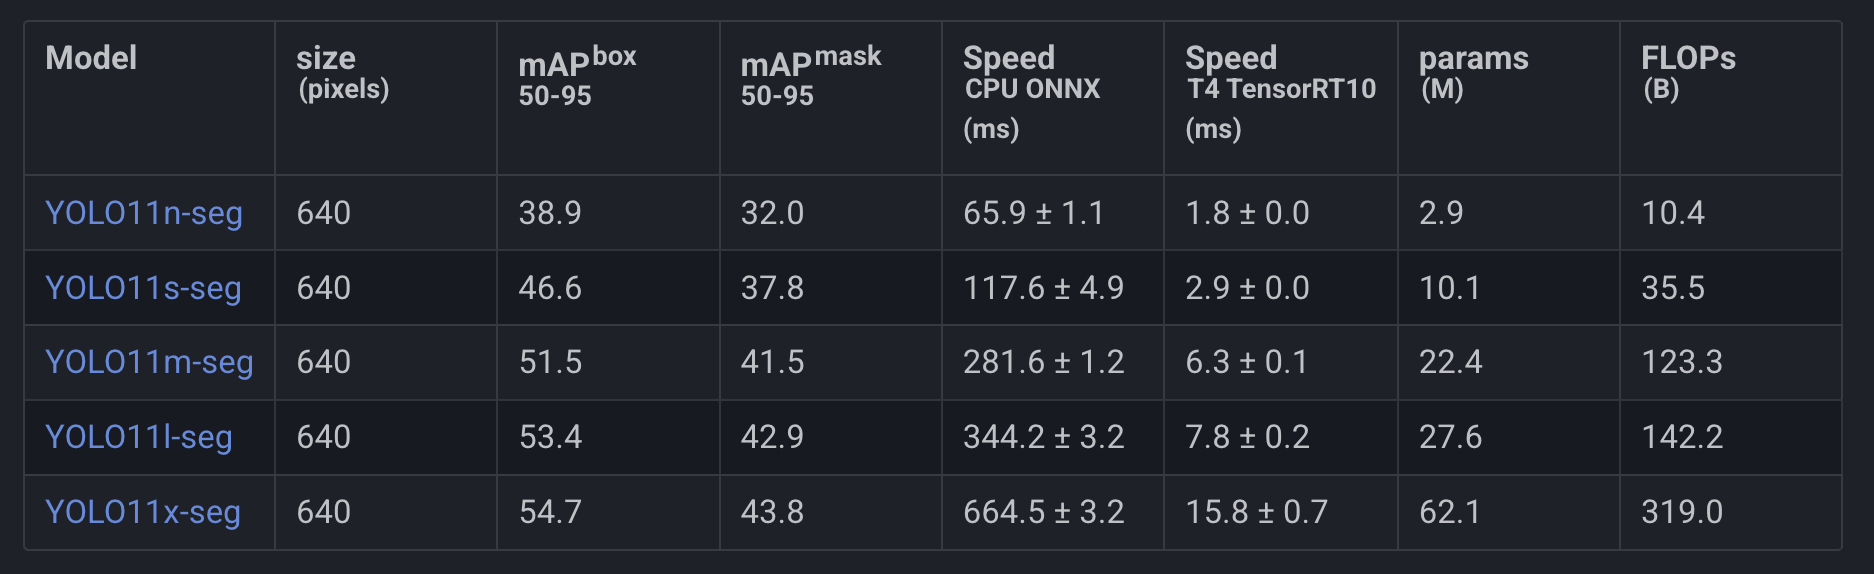 Model size (pixels) mAPbox 50-95 mAPmask 50-95 Speed CPU ONNX (ms) Speed T4 TensorRT10 (ms) params (M) FLOPs (B)
YOLO11n-seg 640 38.9 32.0 65.9 ± 1.1 1.8 ± 0.0 2.9 10.4
YOLO11s-seg 640 46.6 37.8 117.6 ± 4.9 2.9 ± 0.0 10.1 35.5
YOLO11m-seg 640 51.5 41.5 281.6 ± 1.2 6.3 ± 0.1 22.4 123.3
YOLO11l-seg 640 53.4 42.9 344.2 ± 3.2 7.8 ± 0.2 27.6 142.2
YOLO11x-seg 640 54.7 43.8 664.5 ± 3.2 15.8 ± 0.7 62.1 319.0